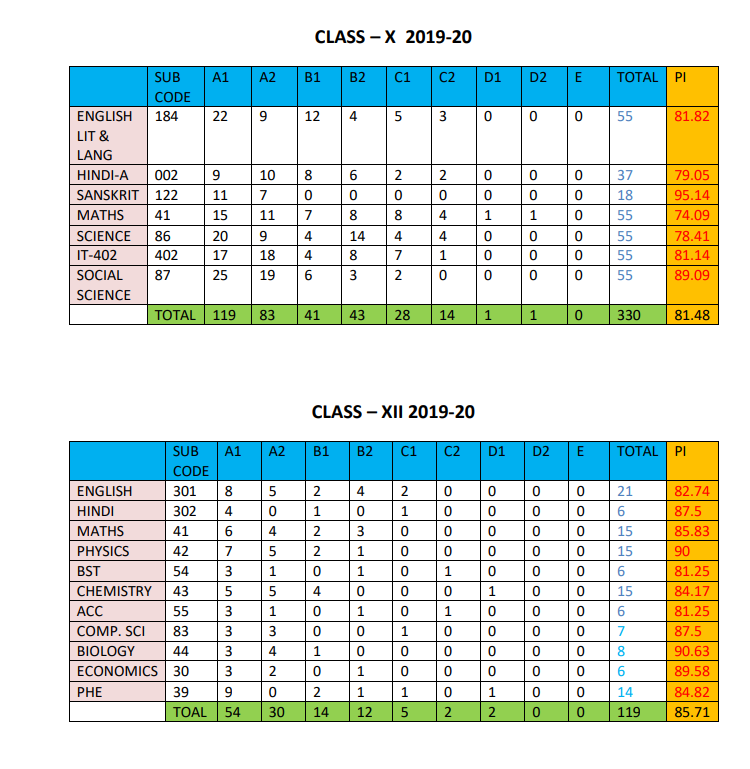 CLASS – X 2019-20
SUB CODE A1 A2 B1 B2 C1 C2 D1 D2 E TOTAL PI
ENGLISH LIT & LANG 184 22 9 12 4 5 3 0 0 0 55 81.82
HINDI-A 002 9 10 8 6 2 2 0 0 0 37 79.05
SANSKRIT 122 11 7 0 0 0 0 0 0 0 18 95.14
MATHS 41 15 11 7 8 8 4 1 1 0 55 74.09
SCIENCE 86 20 9 4 14 4 4 0 0 0 55 78.41
IT-402 402 17 18 4 8 7 1 0 0 0 55 81.14
SOCIAL SCIENCE 87 25 19 6 3 2 0 0 0 0 55 89.09
TOTAL 119 83 41 43 28 14 1 1 0 330 81.48
CLASS – XII 2019-20
SUB CODE A1 A2 B1 B2 C1 C2 D1 D2 E TOTAL PI
ENGLISH 301 8 5 2 4 2 0 0 0 0 21 82.74
HINDI 302 4 0 1 0 1 0 0 0 0 6 87.5
MATHS 41 6 4 2 3 0 0 0 0 0 15 85.83
PHYSICS 42 7 5 2 1 0 0 0 0 0 15 90
BST 54 3 1 0 1 0 1 0 0 0 6 81.25
CHEMISTRY 43 5 5 4 0 0 0 1 0 0 15 84.17
ACC 55 3 1 0 1 0 1 0 0 0 6 81.25
COMP. SCI 83 3 3 0 0 1 0 0 0 0 7 87.5
BIOLOGY 44 3 4 1 0 0 0 0 0 0 8 90.63
ECONOMICS 30 3 2 0 1 0 0 0 0 0 6 89.58
PHE 39 9 0 2 1 1 0 1 0 0 14 84.82
TOAL 54 30 14 12 5 2 2 0 0 119 85.71